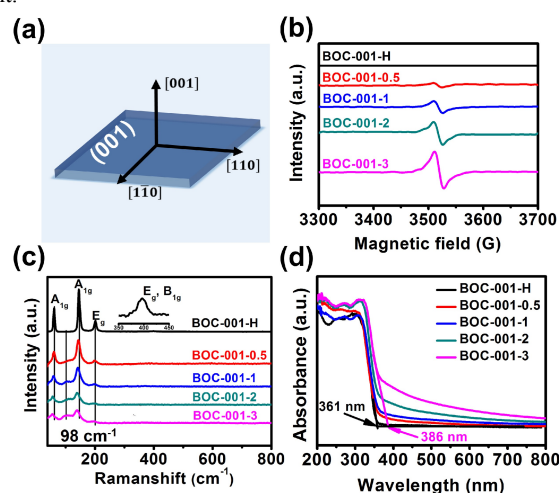 (a)
[001]
(001)
[110]
[11̅0]
(b)
BOC-001-H
BOC-001-0.5
BOC-001-1
BOC-001-2
BOC-001-3
Intensity (a.u.)
3300 3400 3500 3600 3700
Magnetic field (G)
(c)
A1g
A1g
Eg
Eg, B1g
350 400 450
BOC-001-H
BOC-001-0.5
BOC-001-1
BOC-001-2
BOC-001-3
98 cm-1
Intensity (a.u.)
200 400 600 800
Ramanshift (cm-1)
(d)
BOC-001-H
BOC-001-0.5
BOC-001-1
BOC-001-2
BOC-001-3
361 nm
386 nm
Absorbance (a.u.)
200 300 400 500 600 700 800
Wavelength (nm)